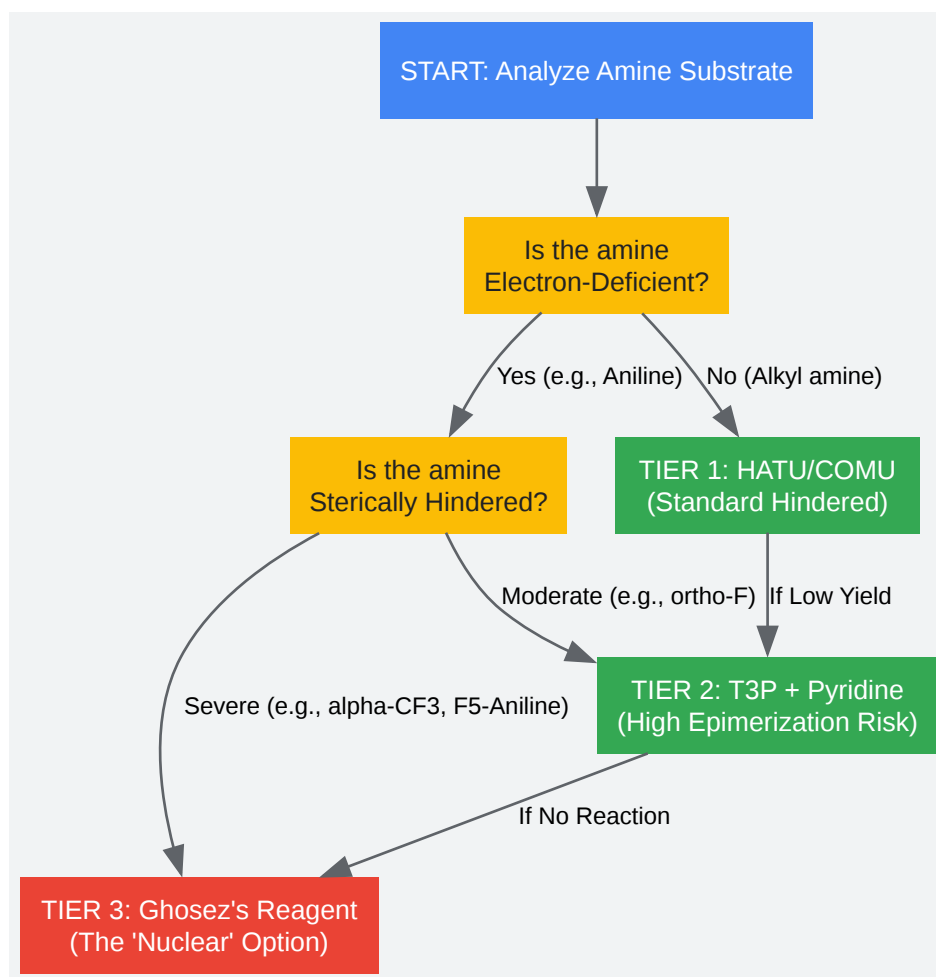 START: Analyze Amine Substrate
Is the amine
Electron-Deficient?
Yes (e.g., Aniline)
No (Alkyl amine)
Is the amine
Sterically Hindered?
TIER 1: HATU/COMU
(Standard Hindered)
Moderate (e.g., ortho-F)
If Low Yield
TIER 2: T3P + Pyridine
(High Epimerization Risk)
Severe (e.g., alpha-CF3, F5-Aniline)
If No Reaction
TIER 3: Ghosez's Reagent
(The 'Nuclear' Option)